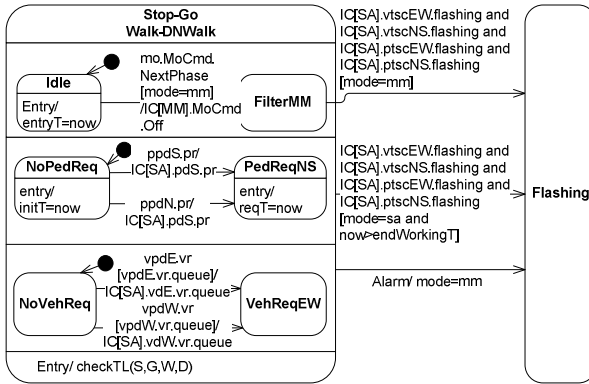 Stop-Go
Walk-DNWalk
Idle
Entry/
entryT=now
mo.MoCmd.
NextPhase
[mode=mm]
/IC[MM].MoCmd
.Off
FilterMM
IC[SA].vtscEW.flashing and
IC[SA].vtscNS.flashing and
IC[SA].ptscEW.flashing and
IC[SA].ptscNS.flashing
[mode=mm]
NoPedReq
entry/
initT=now
ppdS.pr/
IC[SA].pdS.pr
ppdN.pr/
IC[SA].pdS.pr
PedReqNS
entry/
reqT=now
IC[SA].vtscEW.flashing and
IC[SA].vtscNS.flashing and
IC[SA].ptscEW.flashing and
IC[SA].ptscNS.flashing
[mode=sa and
now>endWorkingT]
Flashing
NoVehReq
vpdE.vr
[vpdE.vr.queue]/
IC[SA].vdE.vr.queue
vpdW.vr
[vpdW.vr.queue]/
IC[SA].vdW.vr.queue
VehReqEW
Alarm/ mode=mm
Entry/ checkTL(S,G,W,D)